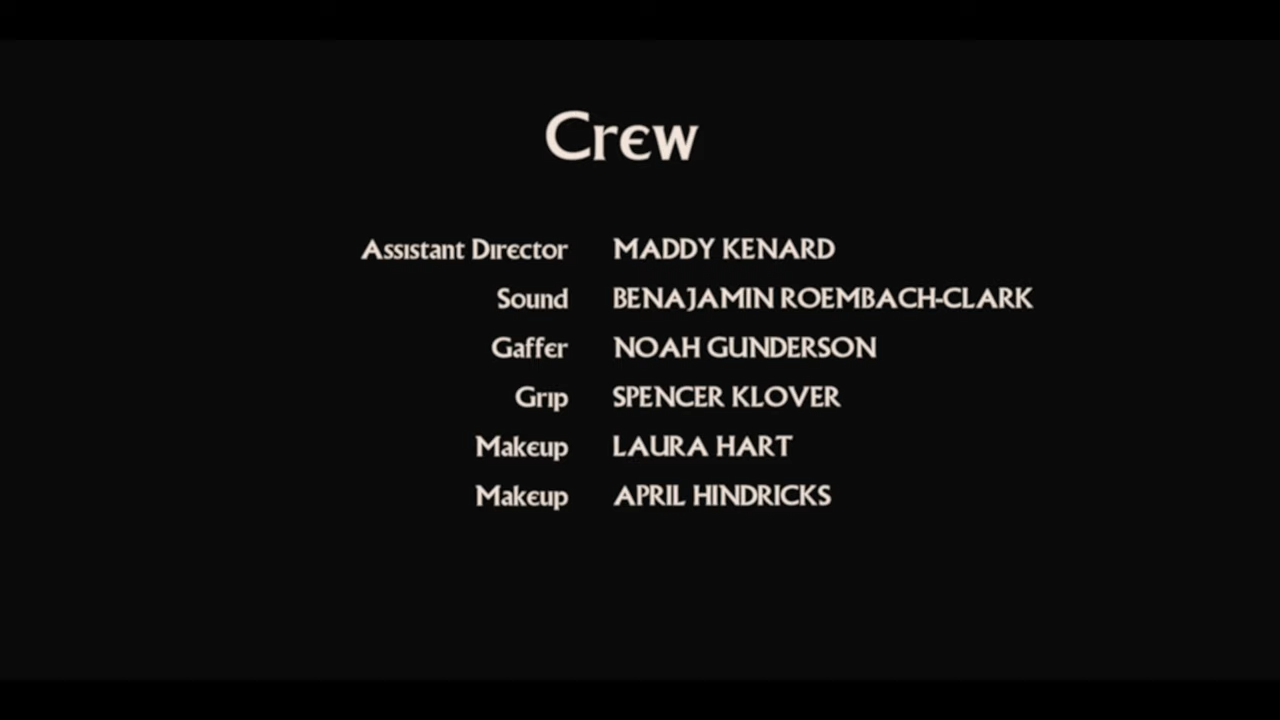 Crew
Assistant Director MADDY KENARD
Sound BENAJAMIN ROEMBACH-CLARK
Gaffer NOAH GUNDERSON
Grip SPENCER KLOVER
Makeup LAURA HART
Makeup APRIL HINDRICKS